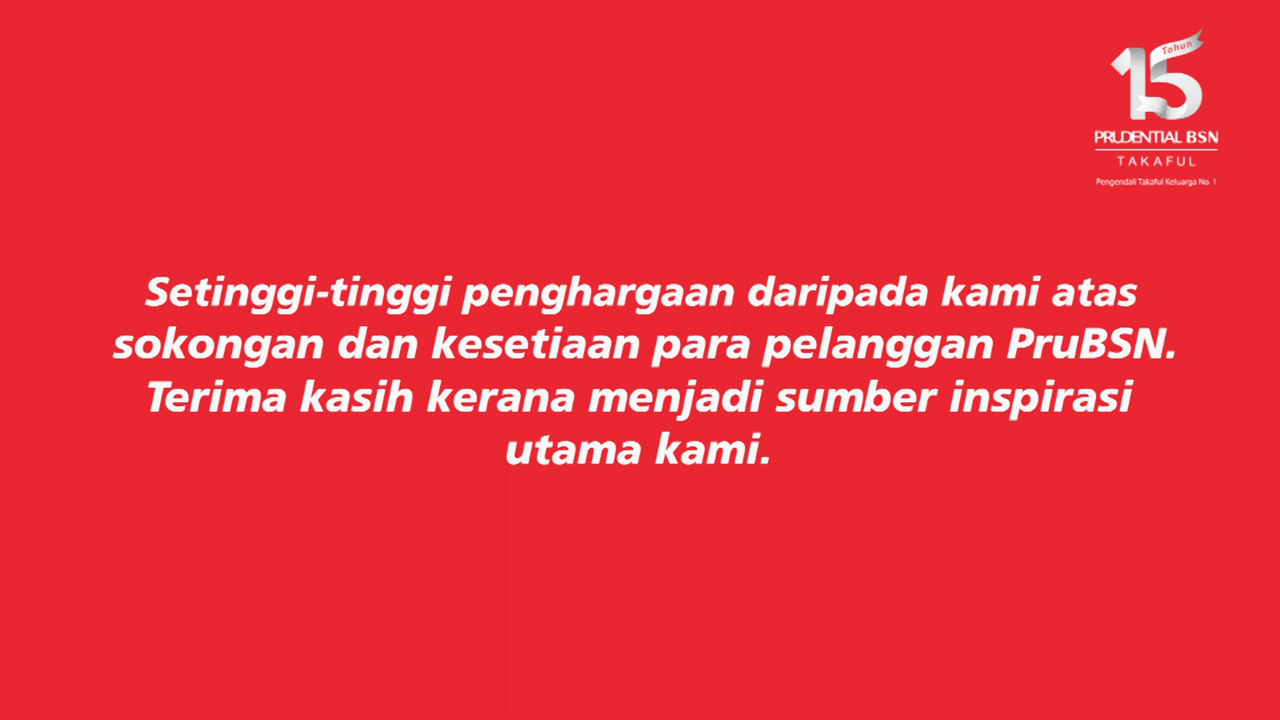 15
Tahun
PRUDENTIAL BSN
TAKAFUL
Pengendali Takaful Keluarga No. 1
Setinggi-tinggi penghargaan daripada kami atas
sokongan dan kesetiaan para pelanggan PruBSN.
Terima kasih kerana menjadi sumber inspirasi
utama kami.